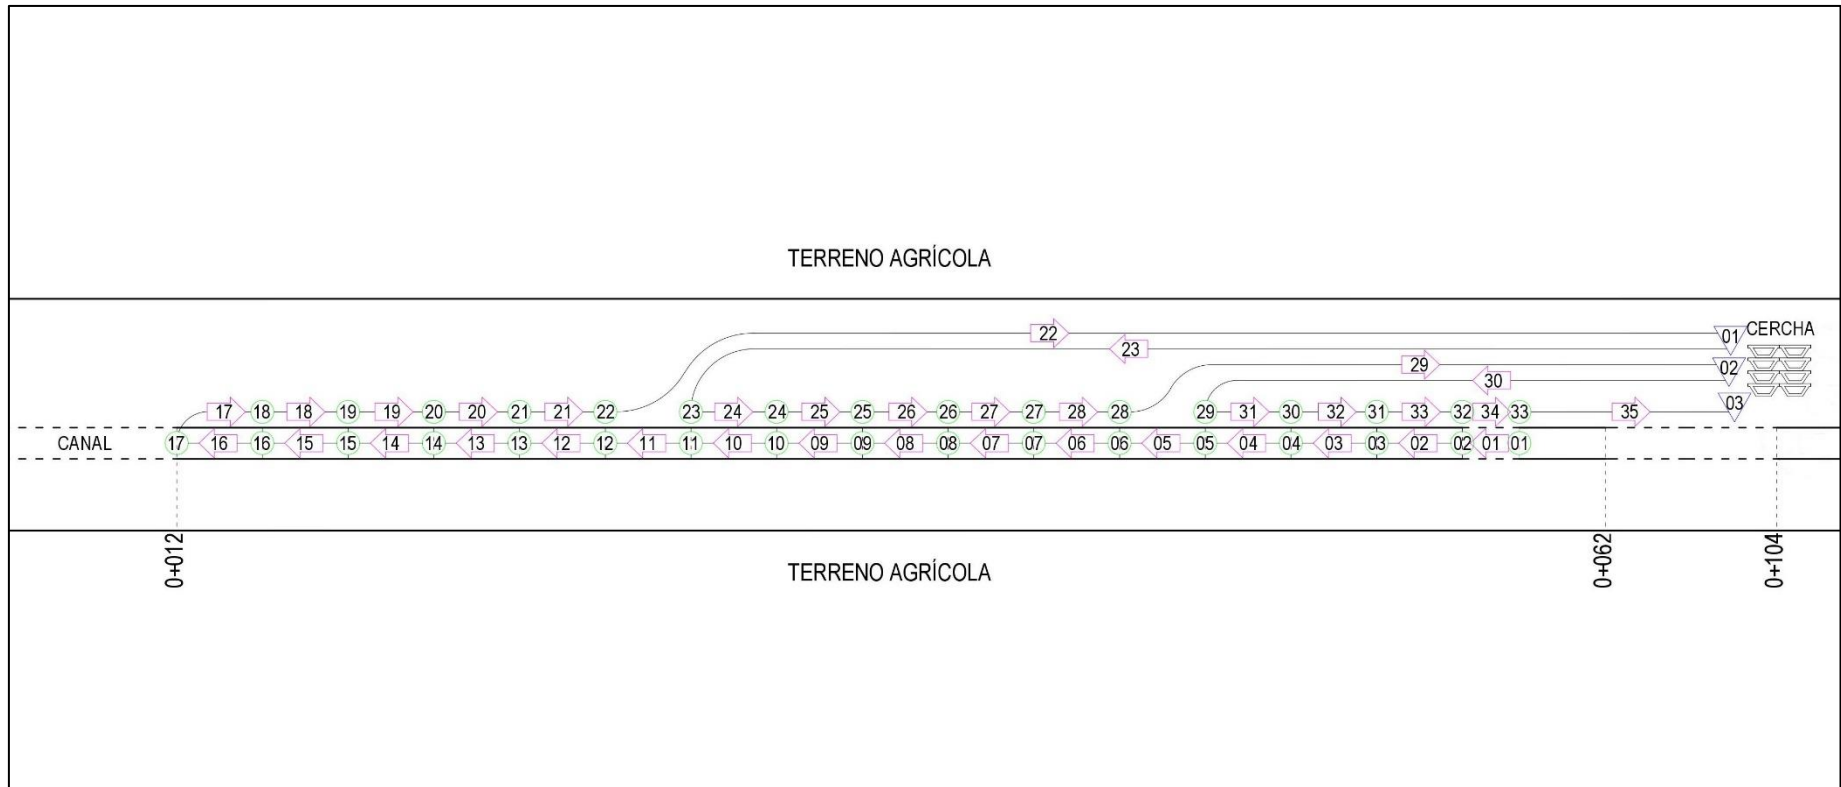 TERRENO AGRÍCOLA
22
01
CERCHA
23
29
02
30
17 18 18 19 19 20 20 21 21 22 23 24 24 25 25 26 26 27 27 28 28 29 31 30 32 31 33 32 34 33 35 03
CANAL 17 16 16 15 15 14 14 13 13 12 12 11 11 10 10 09 09 08 08 07 07 06 06 05 05 04 04 03 03 02 02 01 01
0+012
0+062
0+104
TERRENO AGRÍCOLA